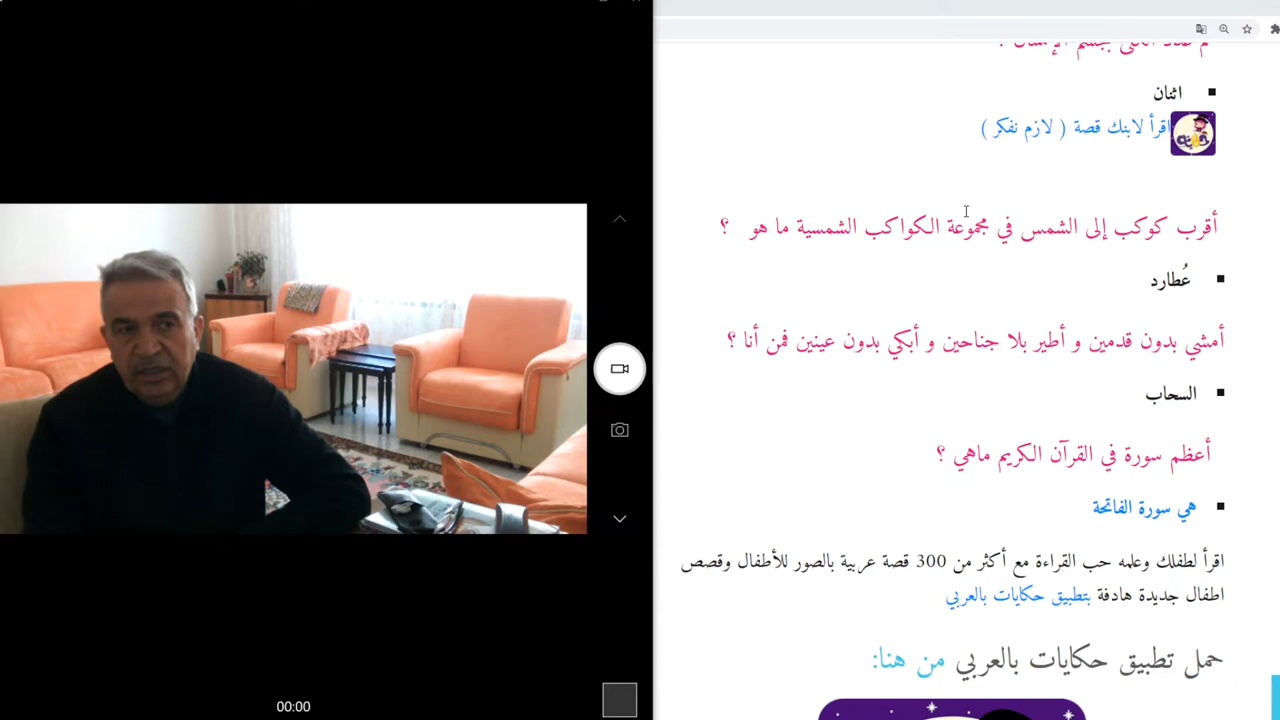 اثنان
اقرأ لابنك قصة ( لازم نفكر )
أقرب كوكب إلى الشمس في مجموعة الكواكب الشمسية ما هو ؟
عُطارد
أمشي بدون قدمين و أطير بلا جناحين و أبكي بدون عينين فمن أنا ؟
السحاب
أعظم سورة في القرآن الكريم ماهي ؟
هي سورة الفاتحة
اقرأ لطفلك وعلمه حب القراءة مع أكثر من 300 قصة عربية بالصور للأطفال وقصص
اطفال جديدة هادفة بتطبيق حكايات بالعربي
حمل تطبيق حكايات بالعربي من هنا:
00:00